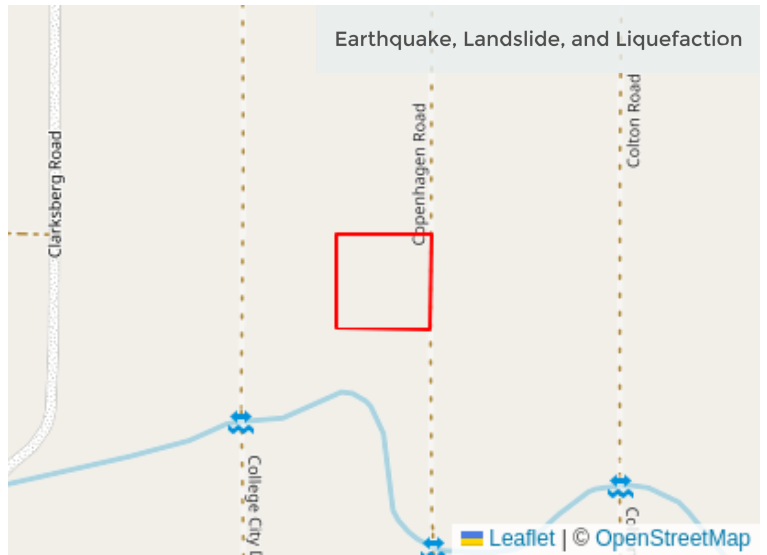 Earthquake, Landslide, and Liquefaction
Clarksberg Road
Copenhagen Road
Colton Road
College City
Leaflet | © OpenStreetMap